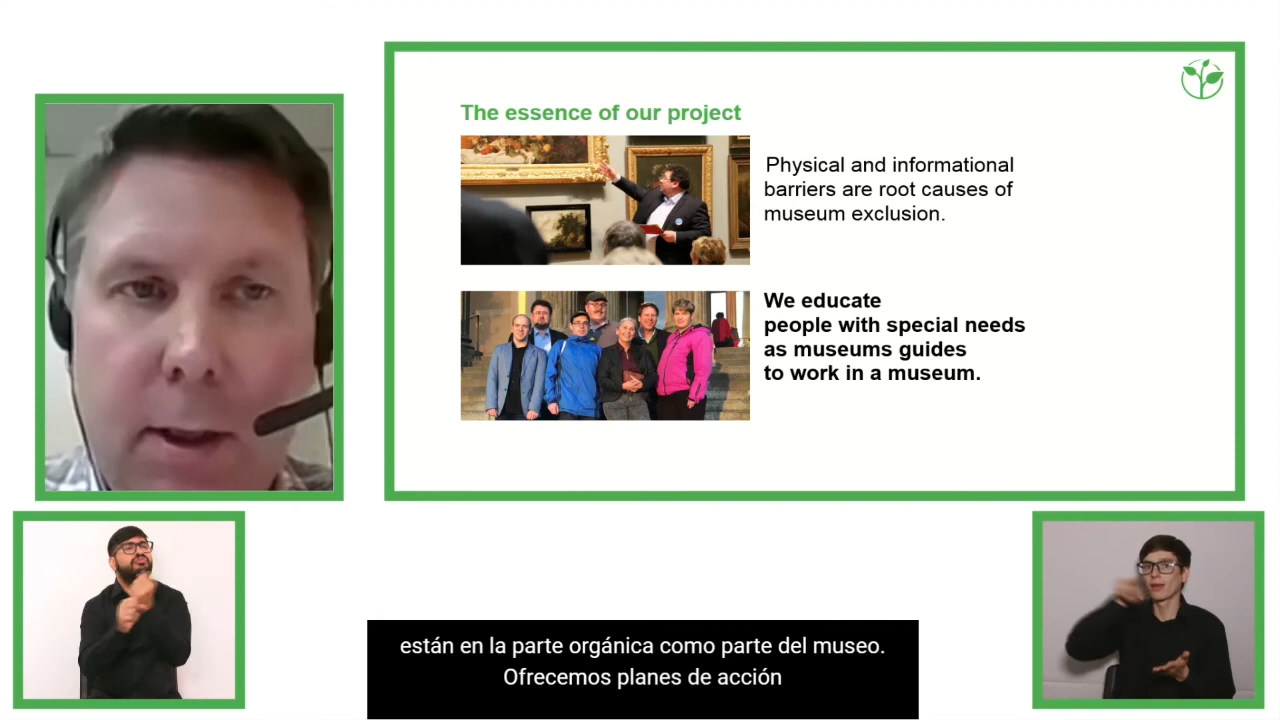 The essence of our project
Physical and informational
barriers are root causes of
museum exclusion.
We educate
people with special needs
as museums guides
to work in a museum.
están en la parte orgánica como parte del museo.
Ofrecemos planes de acción